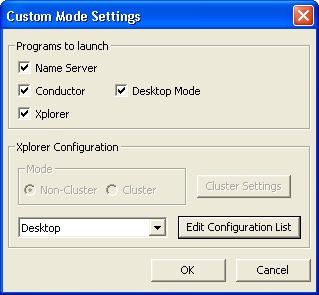 Custom Mode Settings
Programs to launch
Name Server
Conductor Desktop Mode
Xplorer
Xplorer Configuration
Mode
Non-Cluster Cluster Cluster Settings
Desktop Edit Configuration List
OK Cancel